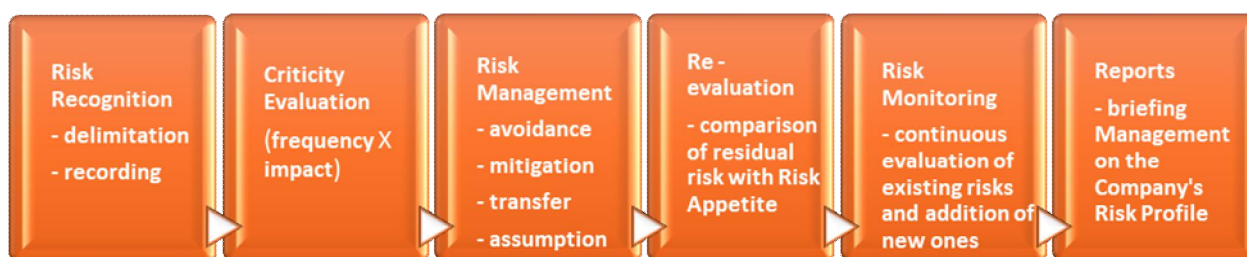 Risk
Recognition
- delimitation
- recording
Criticity
Evaluation
(frequency X
impact)
Risk
Management
- avoidance
- mitigation
- transfer
- assumption
Re -
evaluation
- comparison
of residual
risk with Risk
Appetite
Risk
Monitoring
- continuous
evaluation of
existing risks
and addition of
new ones
Reports
- briefing
Management
on the
Company's
Risk Profile